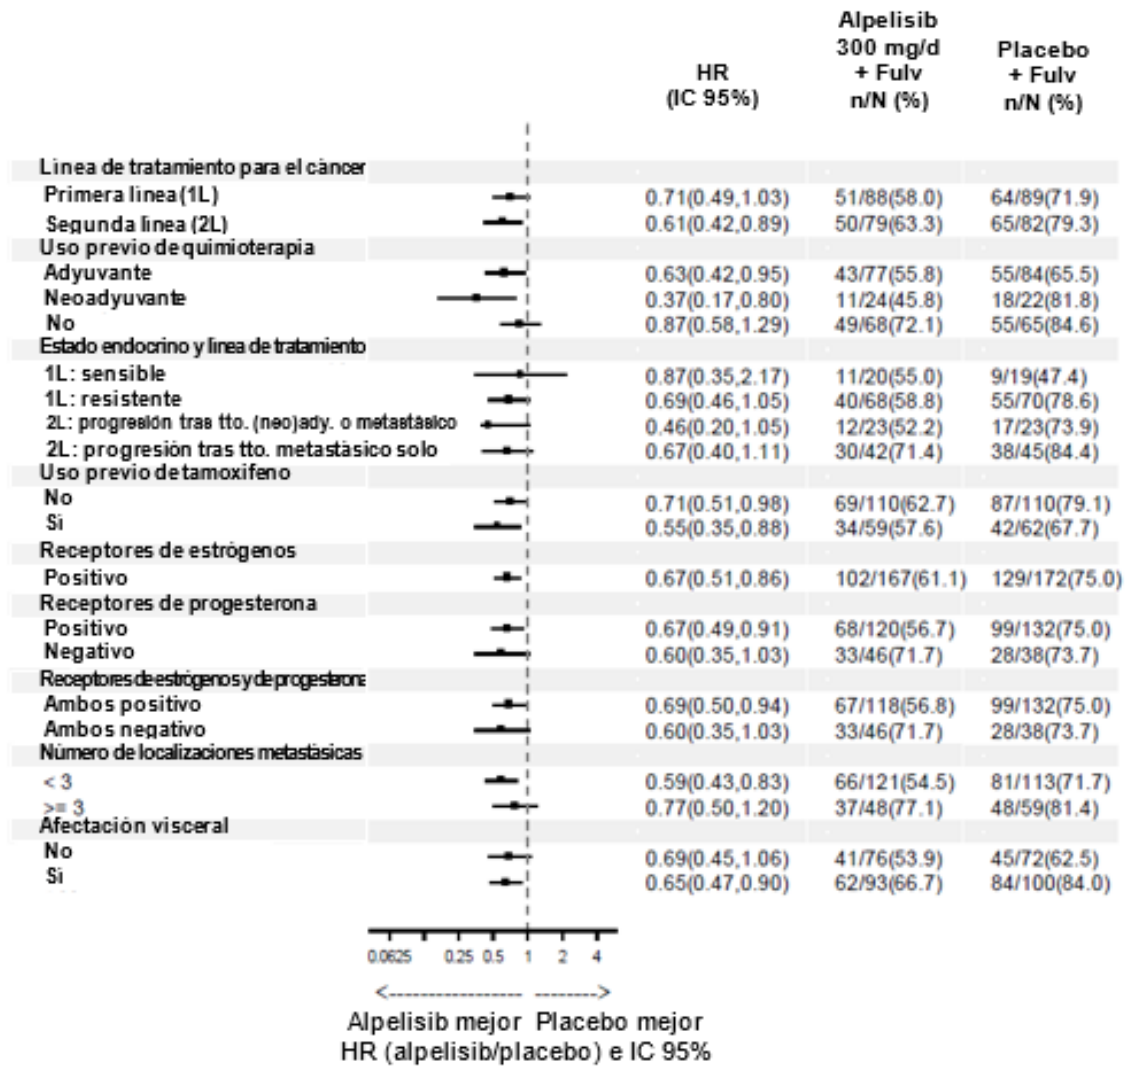 Alpelisib
300 mg/d
+ Fulv
n/N (%)
Placebo
+ Fulv
n/N (%)
HR
(IC 95%)
Linea de tratamiento para el càncer
Primera linea (1L) 0.71(0.49,1.03) 51/88(58.0) 64/89(71.9)
Segunda linea (2L) 0.61(0.42,0.89) 50/79(63.3) 65/82(79.3)
Uso previo de quimioterapia
Adyuvante 0.63(0.42,0.95) 43/77(55.8) 55/84(65.5)
Neoadyuvante 0.37(0.17,0.80) 11/24(45.8) 18/22(81.8)
No 0.87(0.58,1.29) 49/68(72.1) 55/65(84.6)
Estado endocrino y linea de tratamiento
1L: sensible 0.87(0.35,2.17) 11/20(55.0) 9/19(47.4)
1L: resistente 0.69(0.46,1.05) 40/68(58.8) 55/70(78.6)
2L: progresión tras tto. (neo)ady. o metastàsico 0.46(0.20,1.05) 12/23(52.2) 17/23(73.9)
2L: progresión tras tto. metastàsico solo 0.67(0.40,1.11) 30/42(71.4) 38/45(84.4)
Uso previo de tamoxifeno
No 0.71(0.51,0.98) 69/110(62.7) 87/110(79.1)
Sì 0.55(0.35,0.88) 34/59(57.6) 42/62(67.7)
Receptores de estrógenos
Positivo 0.67(0.51,0.86) 102/167(61.1) 129/172(75.0)
Receptores de progesterona
Positivo 0.67(0.49,0.91) 68/120(56.7) 99/132(75.0)
Negativo 0.60(0.35,1.03) 33/46(71.7) 28/38(73.7)
Receptores de estrógenos y de progesterona
Ambos positivo 0.69(0.50,0.94) 67/118(56.8) 99/132(75.0)
Ambos negativo 0.60(0.35,1.03) 33/46(71.7) 28/38(73.7)
Número de localizaciones metastàsicas
< 3 0.59(0.43,0.83) 66/121(54.5) 81/113(71.7)
>= 3 0.77(0.50,1.20) 37/48(77.1) 48/59(81.4)
Afectación visceral
No 0.69(0.45,1.06) 41/76(53.9) 45/72(62.5)
Sì 0.65(0.47,0.90) 62/93(66.7) 84/100(84.0)
0.0625 0.25 0.5 1 2 4
<---------------------- -------->
Alpelisib mejor Placebo mejor
HR (alpelisib/placebo) e IC 95%